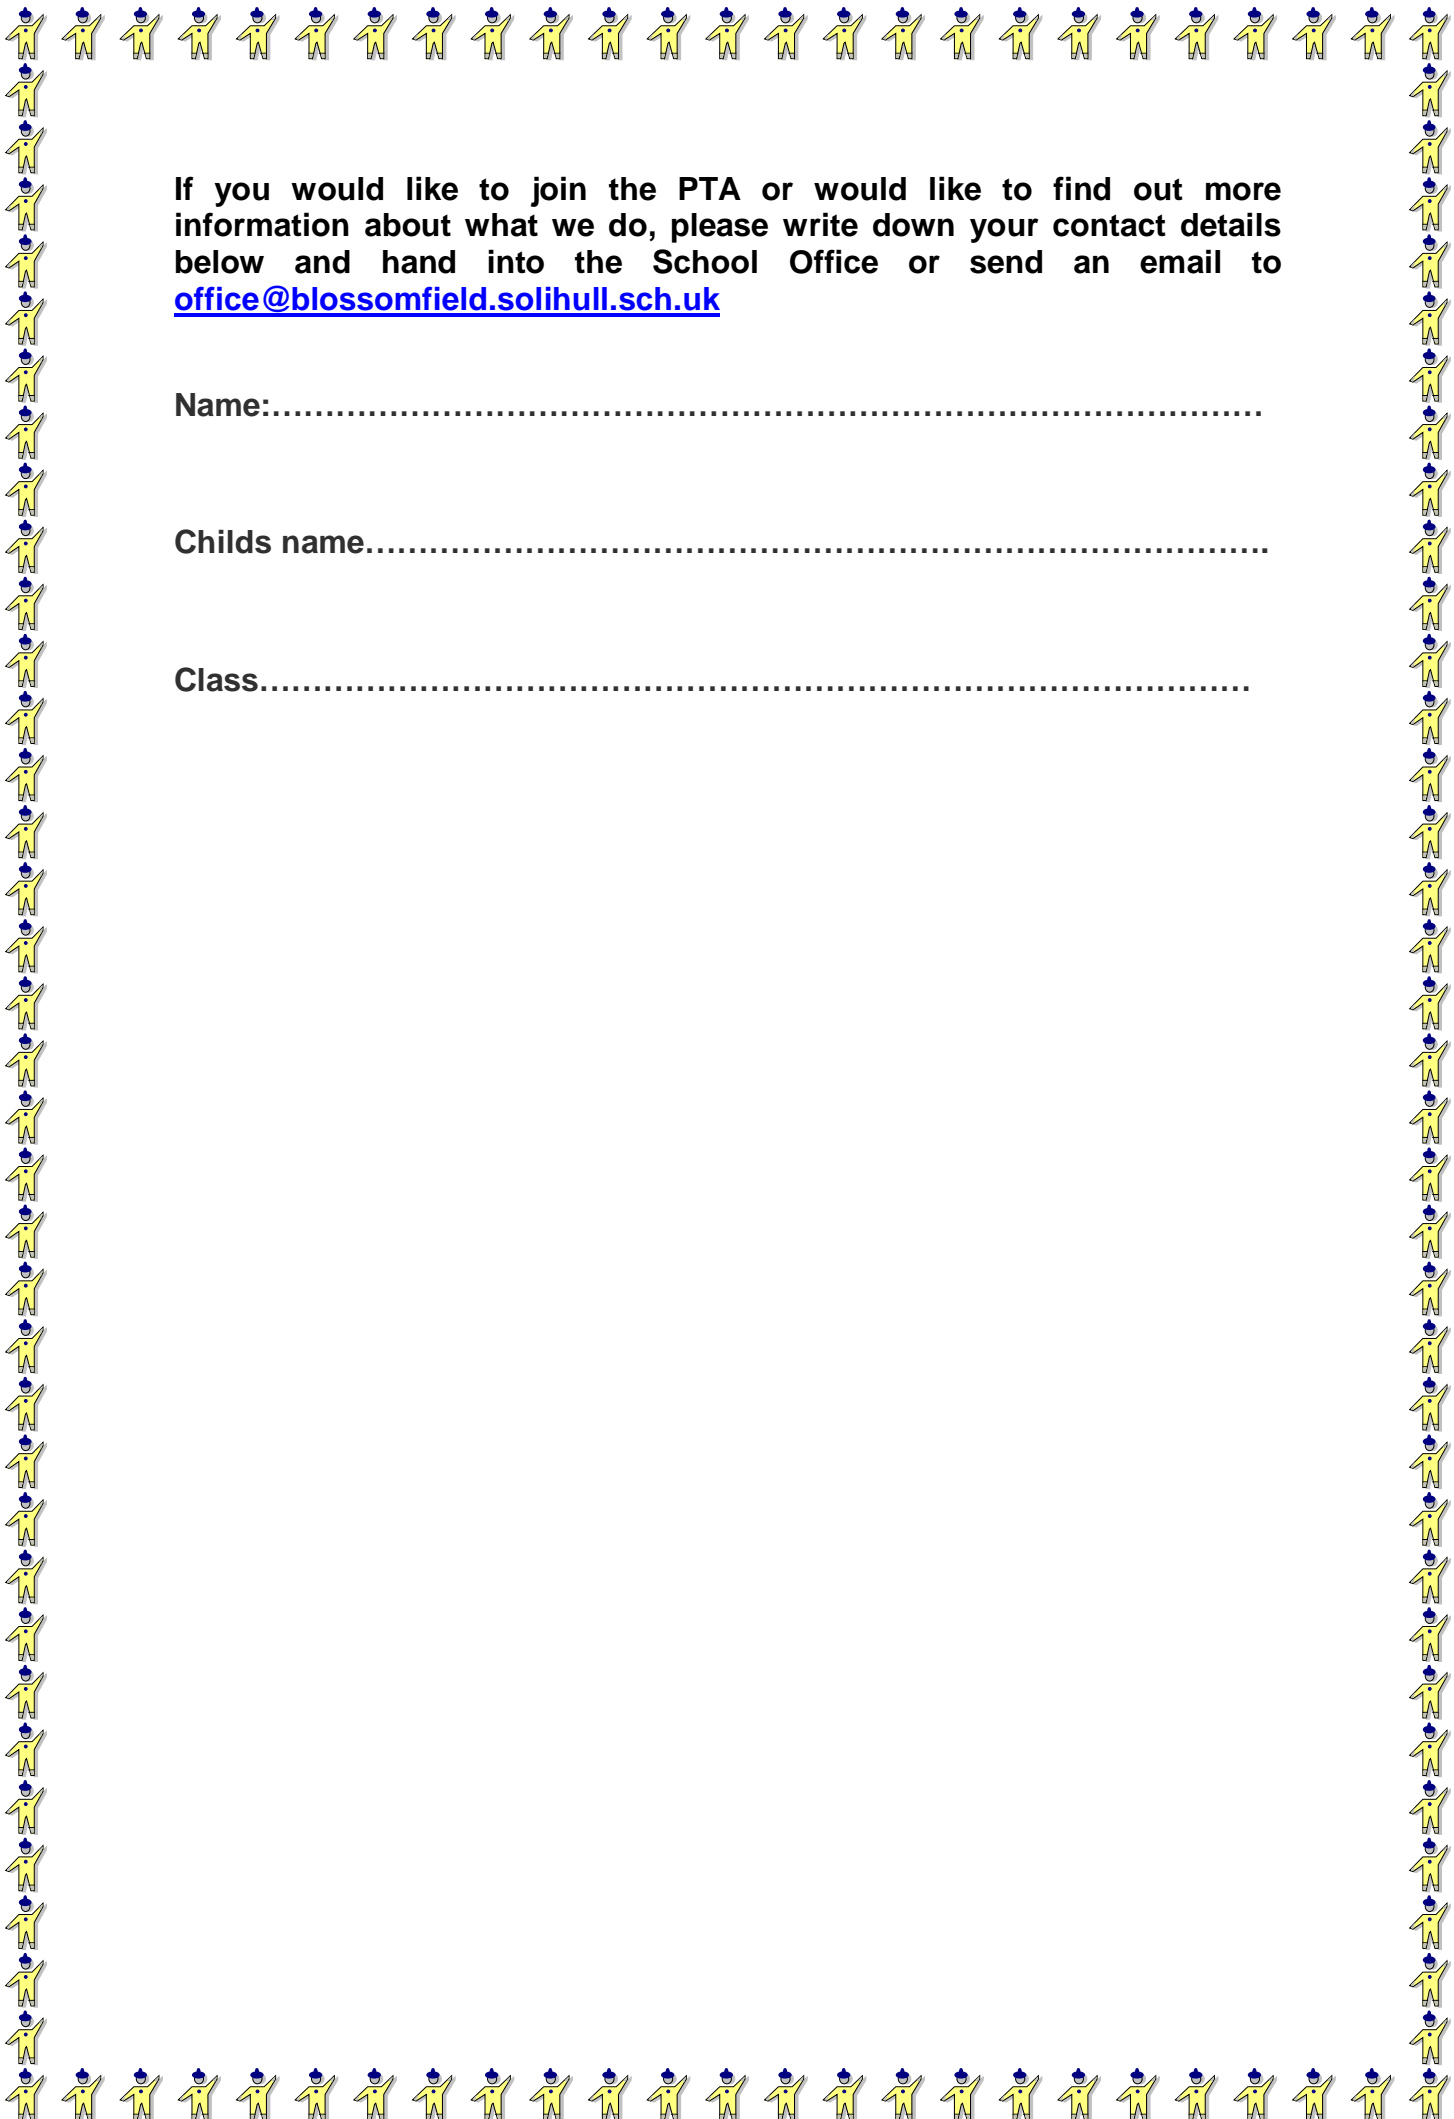 If you would like to join the PTA or would like to find out more
information about what we do, please write down your contact details
below and hand into the School Office or send an email to
office@blossomfield.solihull.sch.uk
Name:…………………………………………………………………………………
Childs name………………………………………………………………………….
Class…………………………………………………………………………………